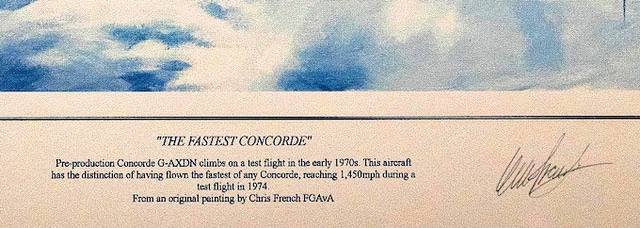 "THE FASTEST CONCORDE"
Pre-production Concorde G-AXDN climbs on a test flight in the early 1970s. This aircraft
has the distinction of having flown the fastest of any Concorde, reaching 1,450mph during a
test flight in 1974.
From an original painting by Chris French FGAvA